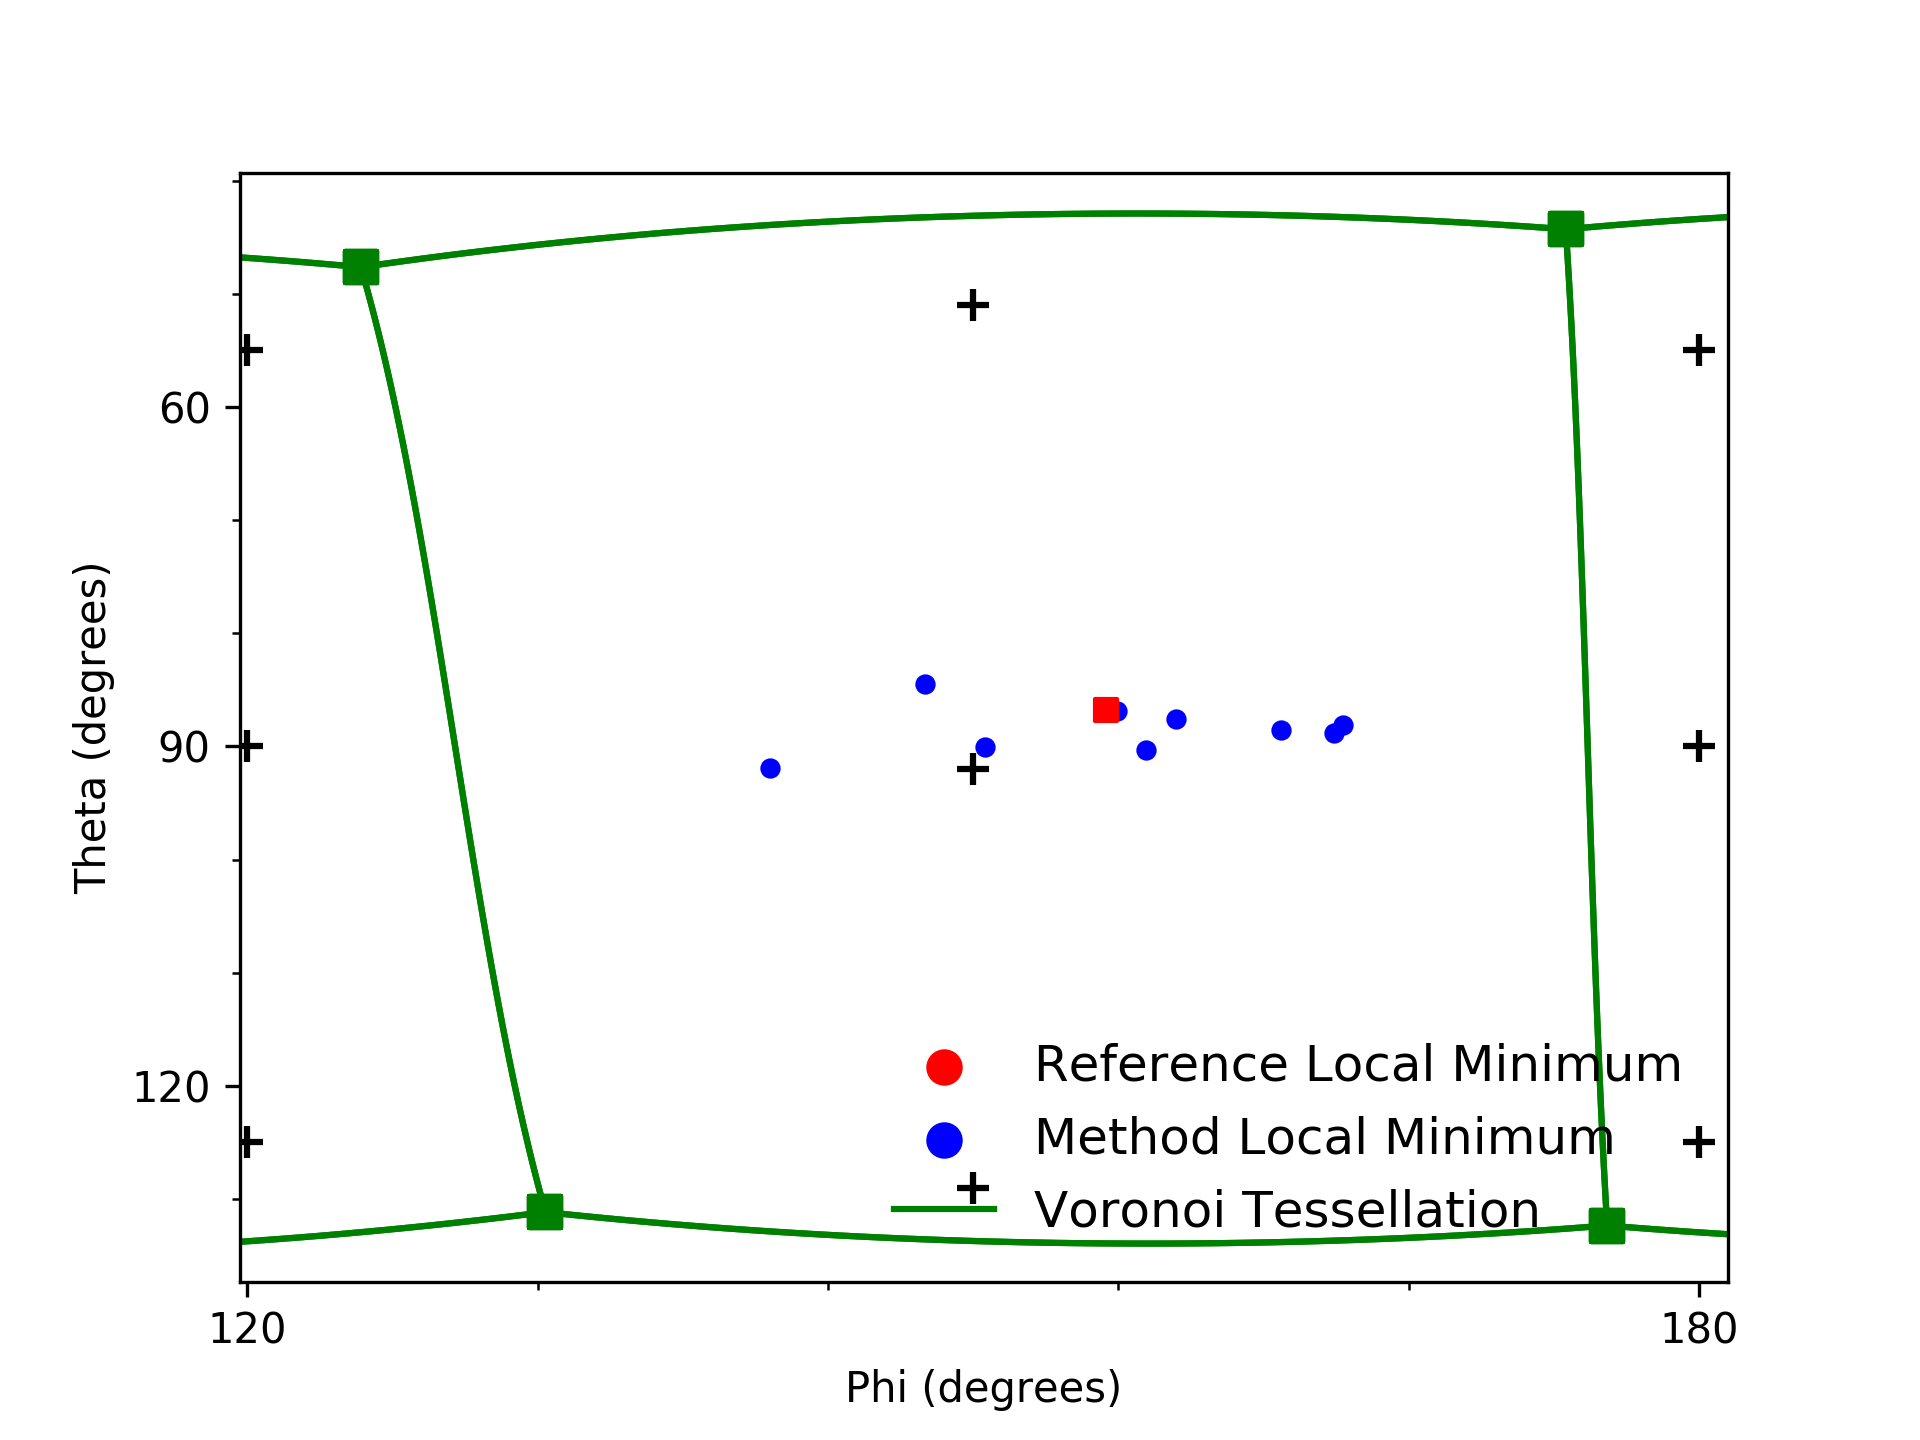 60
90
120
Theta (degrees)
Reference Local Minimum
Method Local Minimum
Voronoi Tessellation
120
180
Phi (degrees)